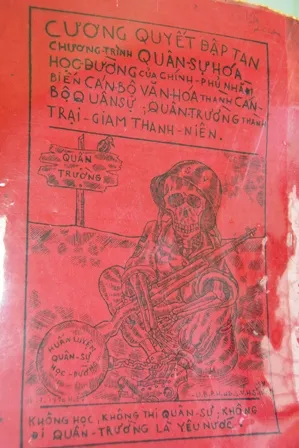 CƯƠNG QUYẾT ĐẬP TAN
CHƯƠNG-TRÌNH QUÂN-SỰ HÓA
HỌC-ĐƯỜNG CỦA CHÍNH-PHỦ NHẰM
BIẾN CÁN BỘ VĂN-HÓA THÀNH CÁN-
BỘ QUÂN SỰ, QUÂN-TRƯỜNG THÀNH
TRẠI-GIAM THANH-NIÊN.
QUÂN
TRƯỜNG
HUẤN LUYỆN
QUÂN-SỰ
HỌC-ĐƯỜNG
KHÔNG HỌC, KHÔNG THI QUÂN-SỰ, KHÔNG
ĐI QUÂN-TRƯỜNG LÀ YÊU NƯỚC